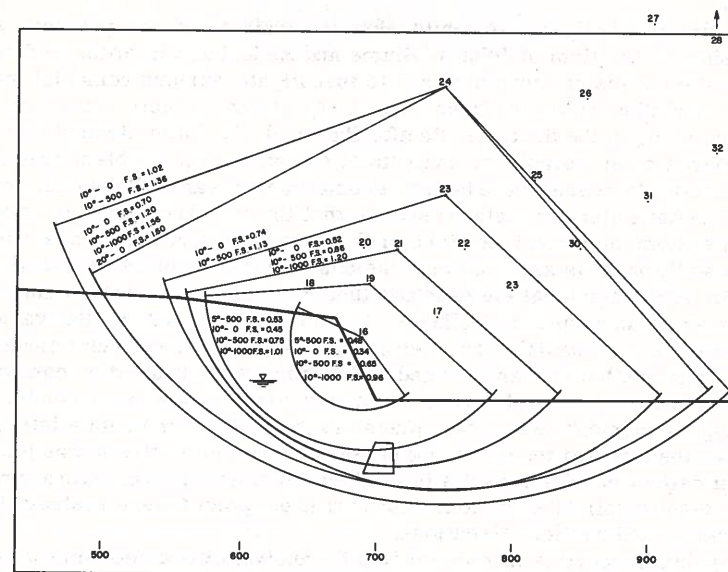 27
28
24
26
32
25
31
23
10°- 0 F.S.=1.02
10°-500 F.S.=1.36
10°- 0 F.S.=0.70
10°-500 F.S.=1.20
10°-1000 F.S.=1.56
20°- 0 F.S.=1.50
10°- 0 F.S.=0.74
10°-500 F.S.=1.13
10°- 0 F.S.=0.52
10°- 500 F.S.=0.86
10°-1000 F.S.= 1.20
20
21
22
30
18
19
23
17
16
5°-500 F.S.=0.53
10°- 0 F.S.=0.45
10°-500 F.S.=0.75
10°-1000 F.S.=1.01
5°-500 F.S.= 0.48
10°- 0 F.S.= 0.34
10°-500 F.S.= 0.65
10°-1000 F.S.=0.96
500
600
700
800
900